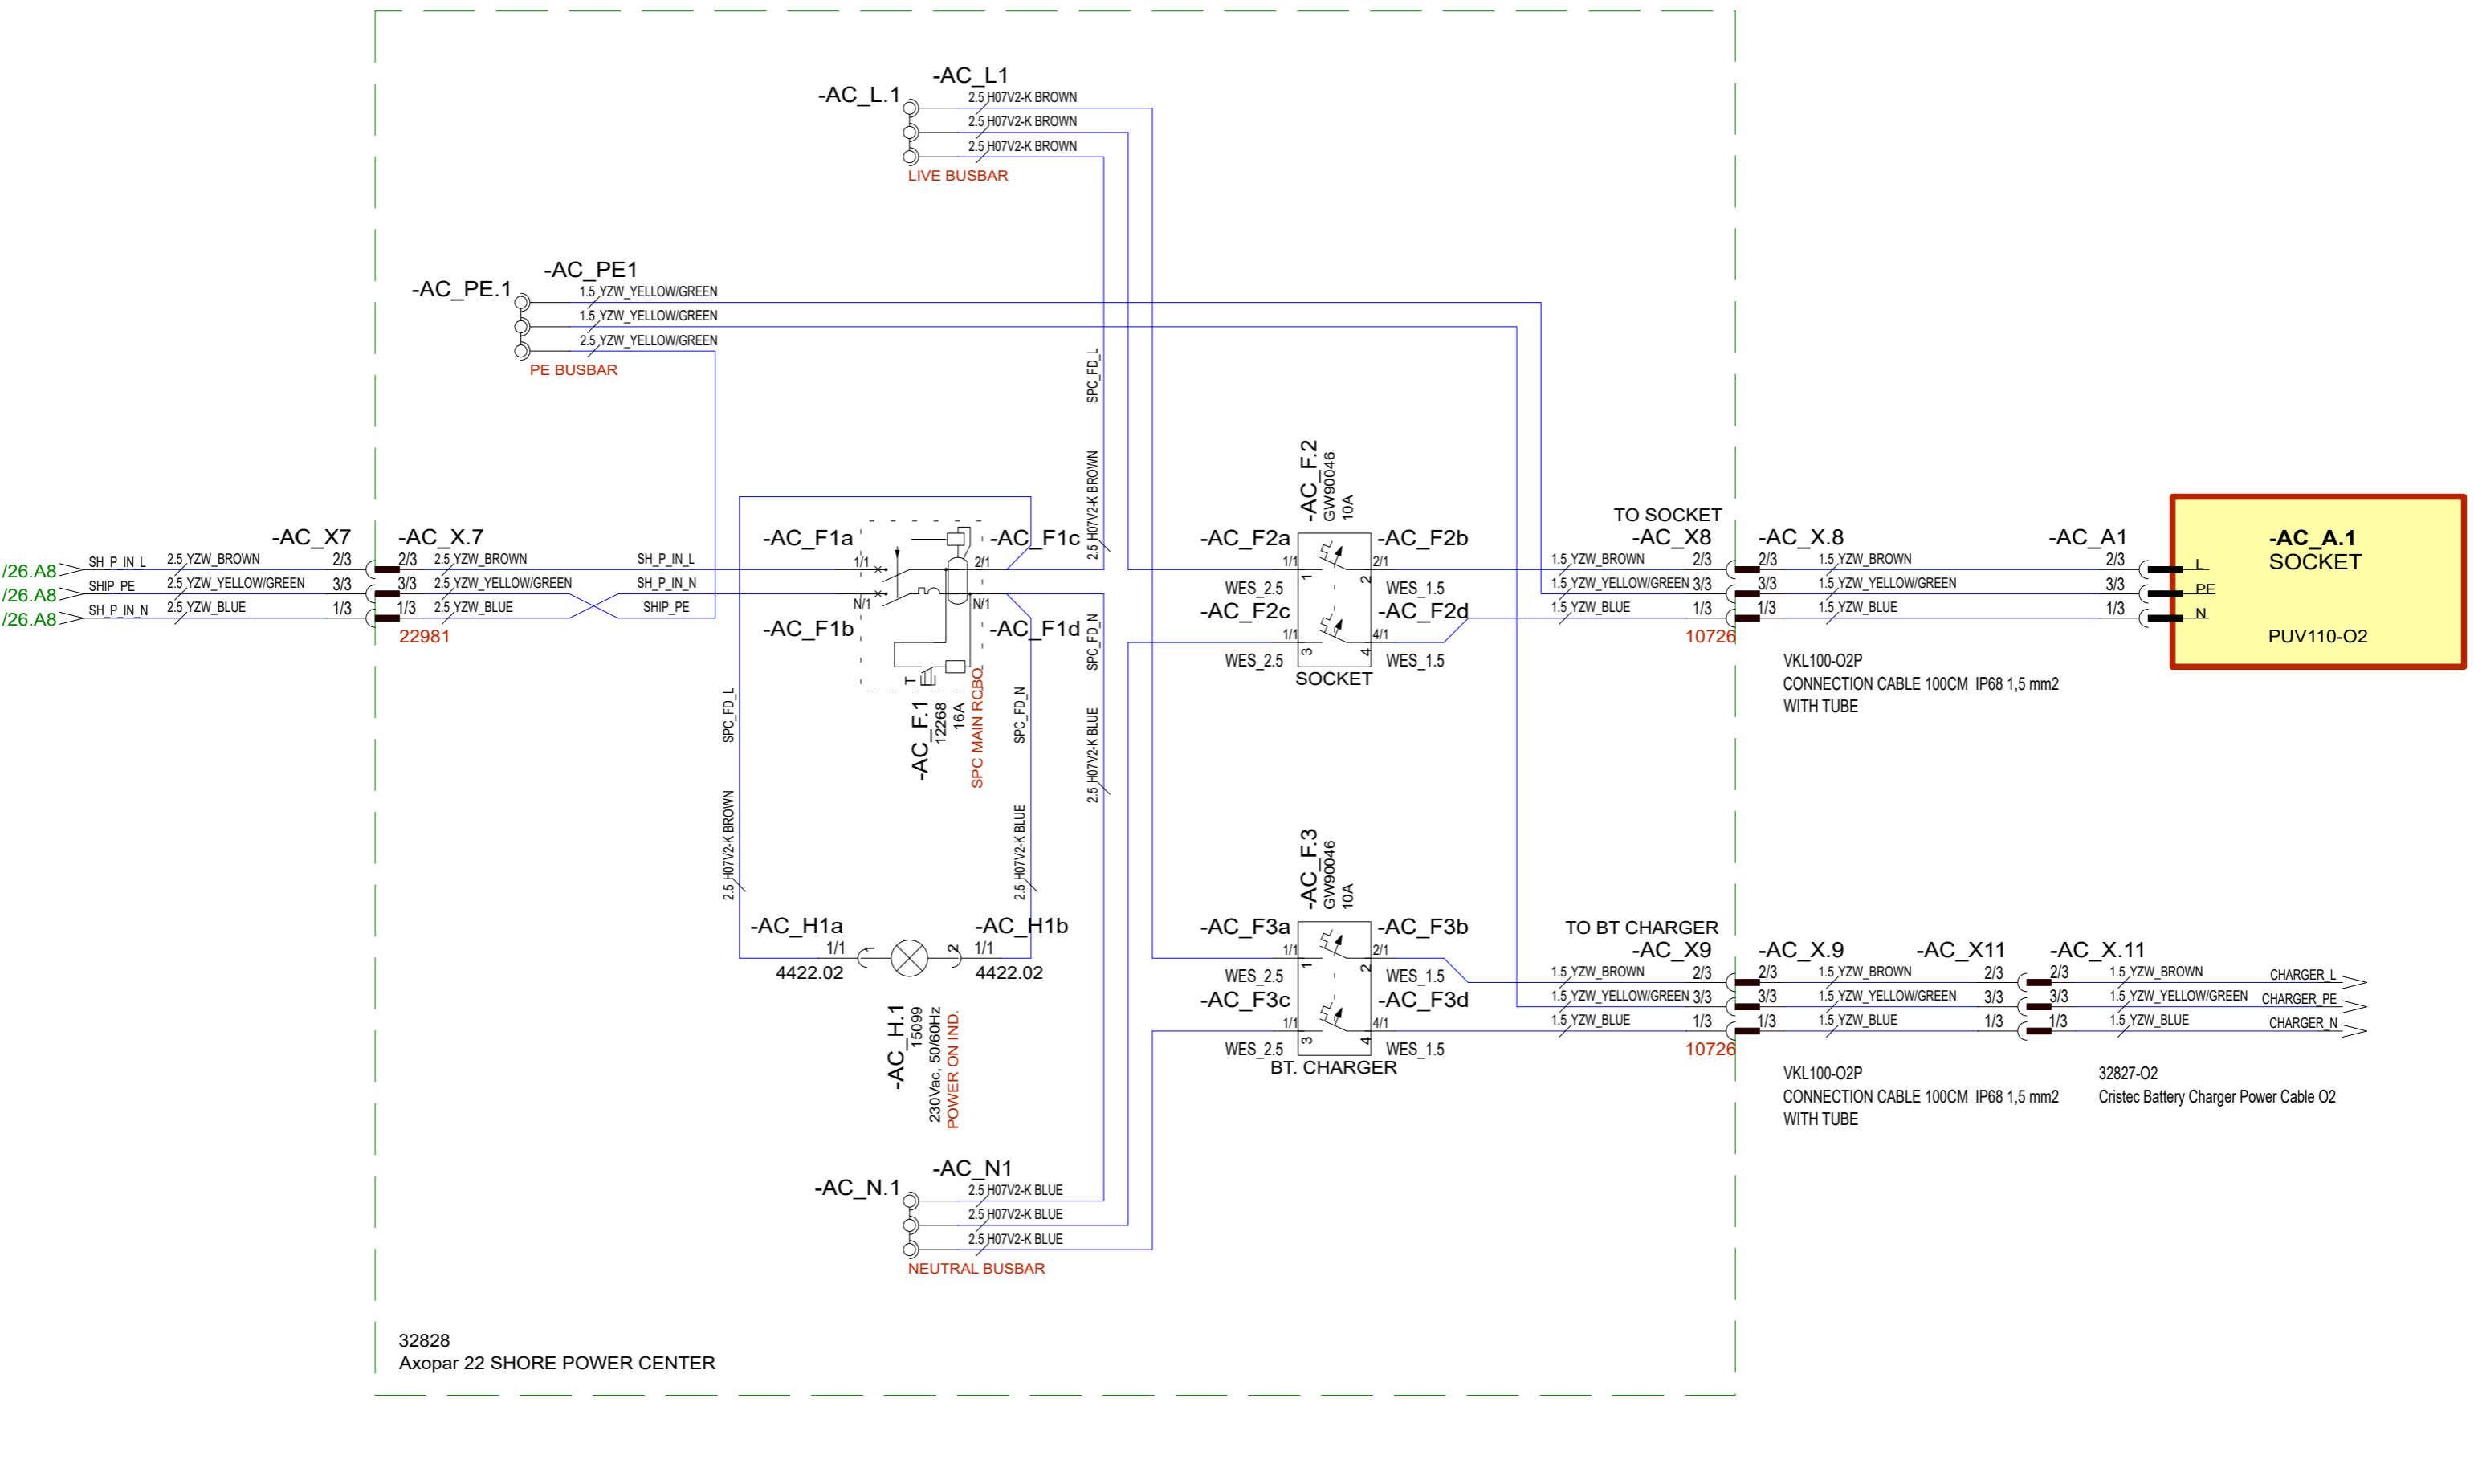 -AC_L1
-AC_L.1
2.5 H07V2-K BROWN
2.5 H07V2-K BROWN
2.5 H07V2-K BROWN
LIVE BUSBAR
-AC_PE1
-AC_PE.1
1.5 YZW_YELLOW/GREEN
1.5 YZW_YELLOW/GREEN
2.5 YZW_YELLOW/GREEN
PE BUSBAR
SPC_FD_L
2.5 H07V2-K BROWN
/26.A8
/26.A8
/26.A8
SH_P_IN_L
SHIP_PE
SH_P_IN_N
2.5 YZW_BROWN
2.5 YZW_YELLOW/GREEN
2.5 YZW_BLUE
-AC_X7
2/3
3/3
1/3
-AC_X.7
2/3
3/3
1/3
22981
2.5 YZW_BROWN
2.5 YZW_YELLOW/GREEN
2.5 YZW_BLUE
SH_P_IN_L
SH_P_IN_N
SHIP_PE
-AC_F1a
1/1
N/1
-AC_F1b
-AC_F1c
2/1
N/1
-AC_F1d
T
-AC_F.1
12268
16A
SPC MAIN RCBO
SPC_FD_L
2.5 H07V2-K BROWN
SPC_FD_N
2.5 H07V2-K BLUE
SPC_FD_N
2.5 H07V2-K BLUE
-AC_H1a
1/1
4422.02
1
2
-AC_H1b
1/1
4422.02
-AC_H.1
15099
230Vac, 50/60Hz
POWER ON IND.
-AC_N1
-AC_N.1
2.5 H07V2-K BLUE
2.5 H07V2-K BLUE
2.5 H07V2-K BLUE
NEUTRAL BUSBAR
-AC_F.2
GW90046
10A
-AC_F2a
1/1
WES_2.5
-AC_F2c
1/1
WES_2.5
1
2
3
4
-AC_F2b
2/1
WES_1.5
-AC_F2d
4/1
WES_1.5
SOCKET
-AC_F.3
GW90046
10A
-AC_F3a
1/1
WES_2.5
-AC_F3c
1/1
WES_2.5
1
2
3
4
-AC_F3b
2/1
WES_1.5
-AC_F3d
4/1
WES_1.5
BT. CHARGER
TO SOCKET
-AC_X8
1.5 YZW_BROWN
2/3
1.5 YZW_YELLOW/GREEN
3/3
1.5 YZW_BLUE
1/3
10726
-AC_X.8
2/3
1.5 YZW_BROWN
3/3
1.5 YZW_YELLOW/GREEN
1/3
1.5 YZW_BLUE
VKL100-O2P
CONNECTION CABLE 100CM IP68 1,5 mm2
WITH TUBE
-AC_A1
2/3
3/3
1/3
L
PE
N
-AC_A.1
SOCKET
PUV110-O2
TO BT CHARGER
-AC_X9
1.5 YZW_BROWN
2/3
1.5 YZW_YELLOW/GREEN
3/3
1.5 YZW_BLUE
1/3
10726
-AC_X.9
2/3
1.5 YZW_BROWN
3/3
1.5 YZW_YELLOW/GREEN
1/3
1.5 YZW_BLUE
VKL100-O2P
CONNECTION CABLE 100CM IP68 1,5 mm2
WITH TUBE
-AC_X11
2/3
3/3
1/3
-AC_X.11
2/3
1.5 YZW_BROWN
3/3
1.5 YZW_YELLOW/GREEN
1/3
1.5 YZW_BLUE
CHARGER_L
CHARGER_PE
CHARGER_N
32827-O2
Cristec Battery Charger Power Cable O2
32828
Axopar 22 SHORE POWER CENTER